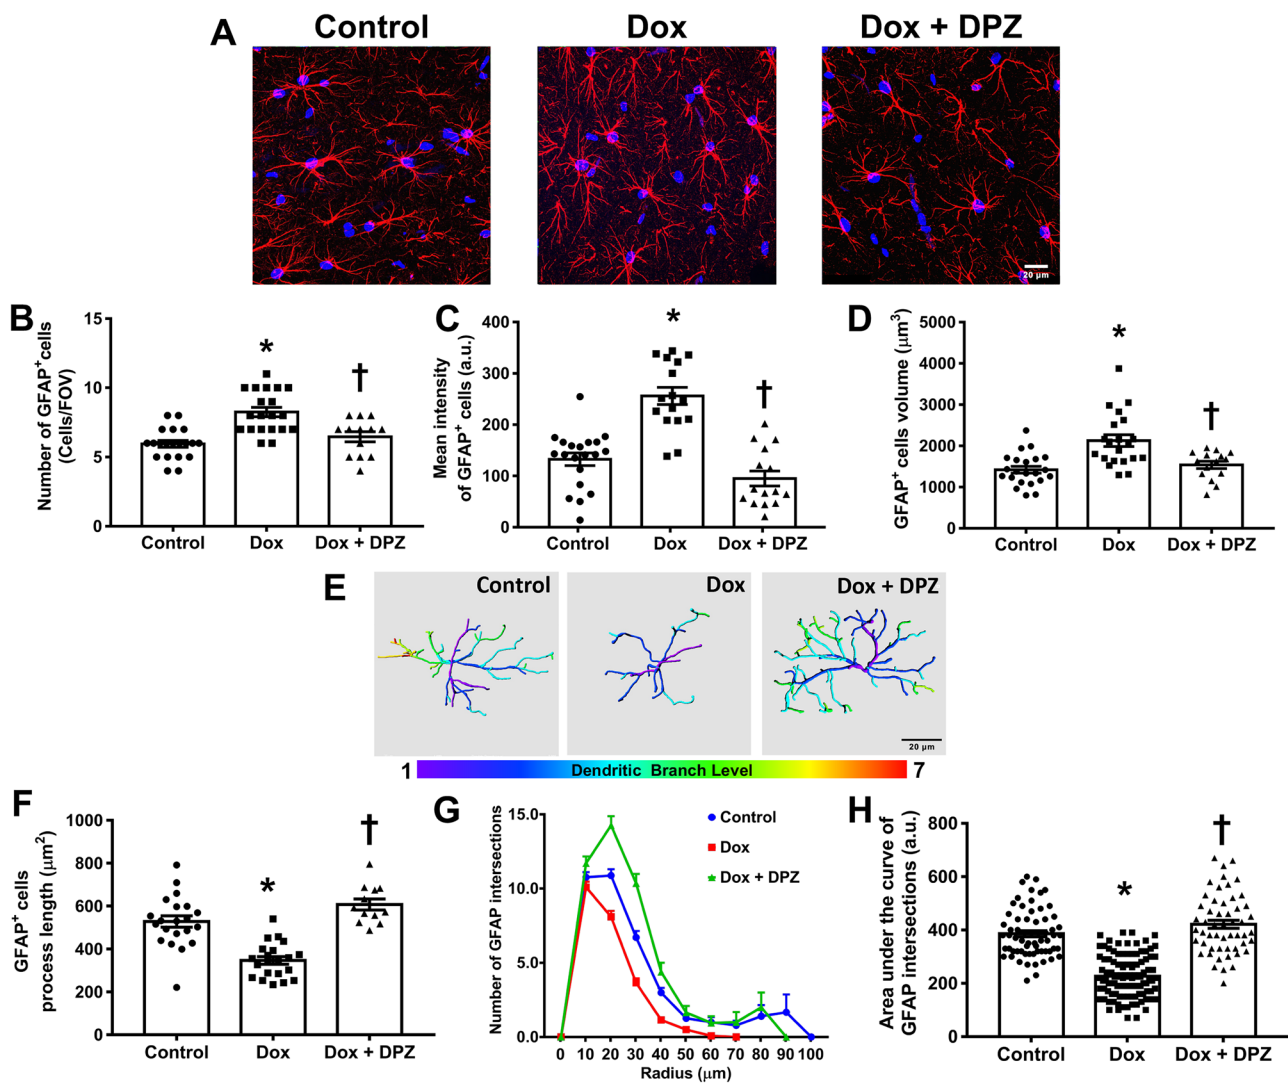 A
Control
Dox
Dox + DPZ
20 μm
B
Number of GFAP⁺cells
(Cells/FOV)
15
10
5
0
Control
Dox
Dox + DPZ
*
†
C
Mean intensity
of GFAP⁺ cells (a.u.)
400
300
200
100
0
Control
Dox
Dox + DPZ
*
†
D
GFAP⁺ cells volume (μm³)
5000
4000
3000
2000
1000
0
Control
Dox
Dox + DPZ
*
†
E
Control
Dox
Dox + DPZ
20 μm
1
Dendritic Branch Level
7
F
GFAP⁺ cells
process length (μm²)
1000
800
600
400
200
0
Control
Dox
Dox + DPZ
*
†
G
Number of GFAP intersections
15.0
10.0
5.0
0.0
0 10 20 30 40 50 60 70 80 90 100
Radius (μm)
Control
Dox
Dox + DPZ
H
Area under the curve of
GFAP intersections (a.u.)
800
600
400
200
0
Control
Dox
Dox + DPZ
*
†